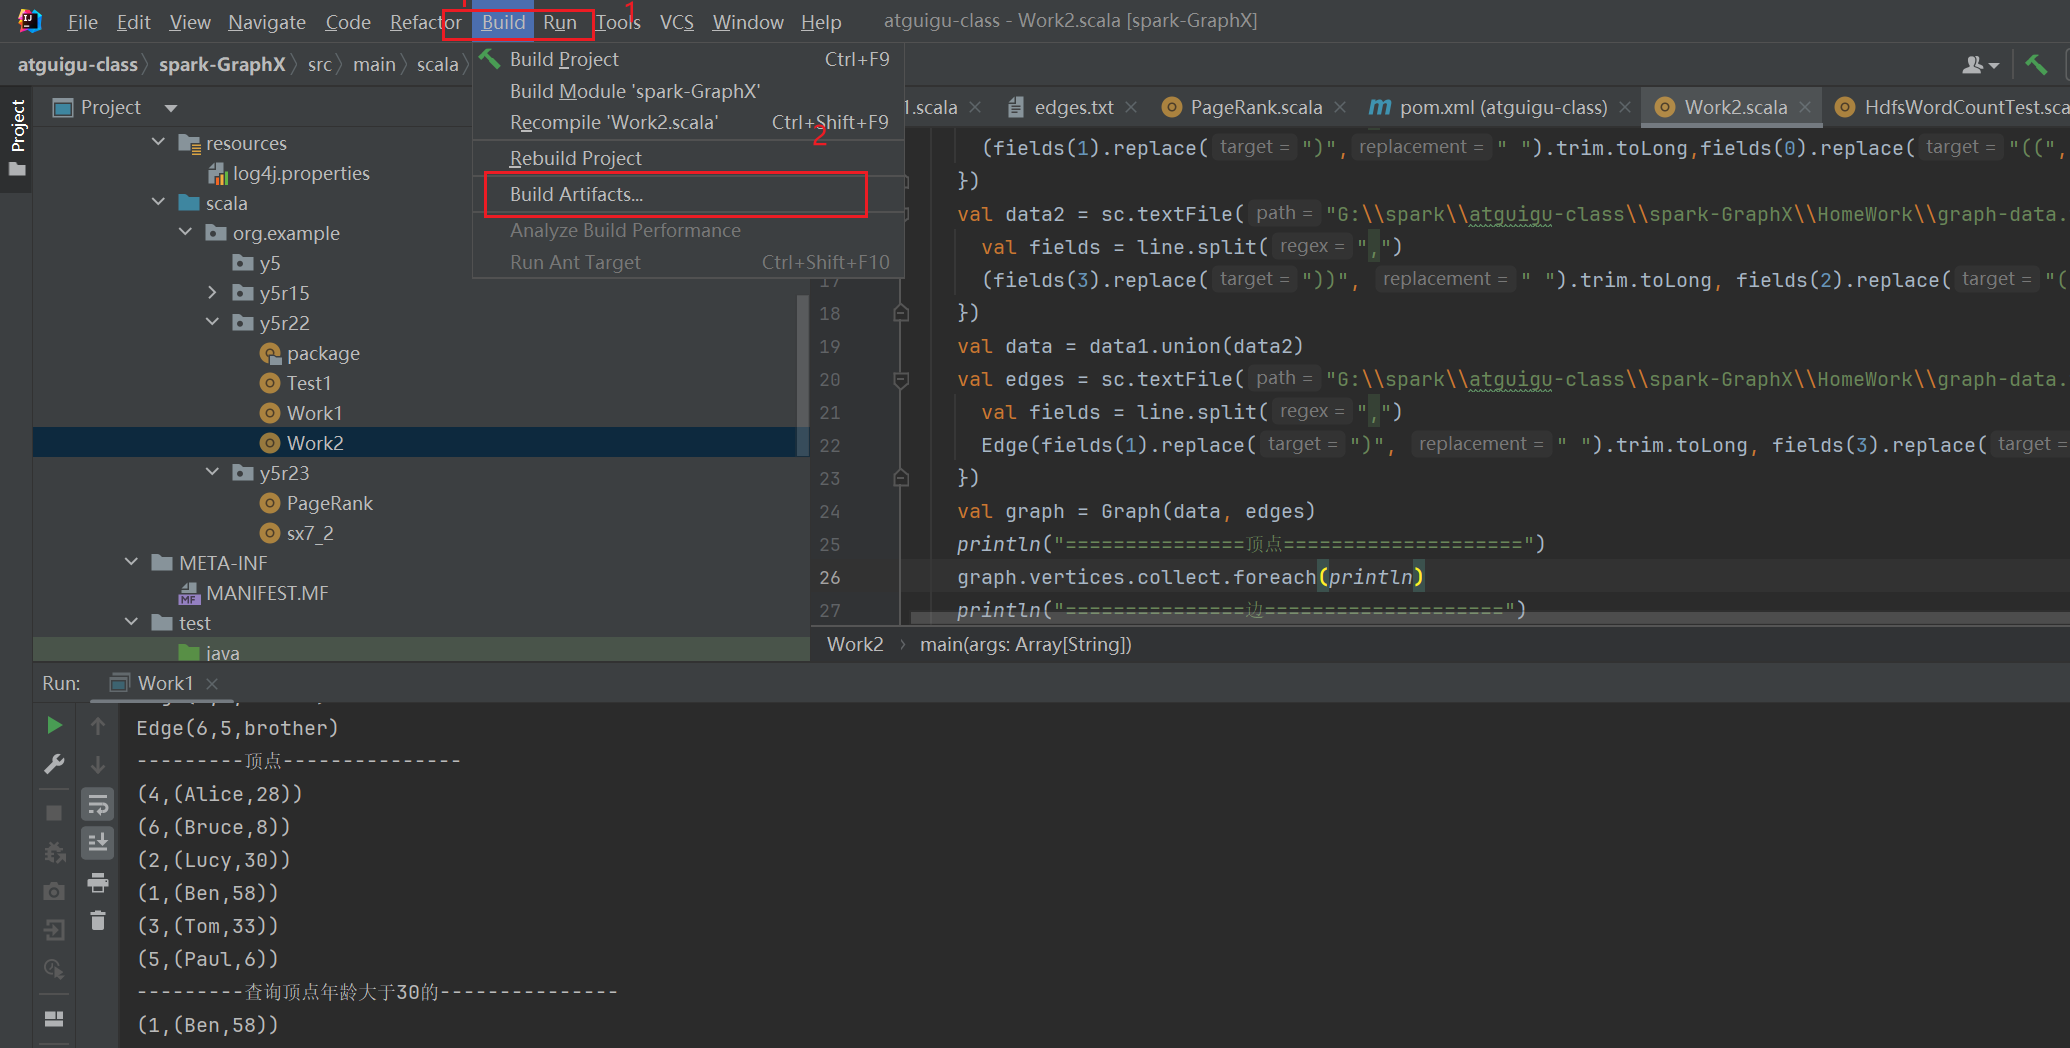 File Edit View Navigate Code Refactor Build Run Tools VCS Window Help atguigu-class - Work2.scala [spark-GraphX]
1
atguigu-class spark-GraphX src main scala
Build Project Ctrl+F9
Build Module 'spark-GraphX'
Recompile 'Work2.scala' Ctrl+Shift+F9
2
Rebuild Project
Build Artifacts...
Analyze Build Performance
Run Ant Target Ctrl+Shift+F10
Project
Project
resources
log4j.properties
scala
org.example
y5
y5r15
y5r22
package
Test1
Work1
Work2
y5r23
PageRank
sx7_2
META-INF
MANIFEST.MF
test
java
1.scala edges.txt PageRank.scala pom.xml (atguigu-class) Work2.scala HdfsWordCountTest.sca
(fields(1).replace( target = ")", replacement = " ").trim.toLong,fields(0).replace( target = "((",
})
val data2 = sc.textFile( path = "G:\\spark\\atguigu-class\\spark-GraphX\\HomeWork\\graph-data.
val fields = line.split( regex = ",")
17 (fields(3).replace( target = "))", replacement = " ").trim.toLong, fields(2).replace( target = "(
18 })
19 val data = data1.union(data2)
20 val edges = sc.textFile( path = "G:\\spark\\atguigu-class\\spark-GraphX\\HomeWork\\graph-data.
21 val fields = line.split( regex = ",")
22 Edge(fields(1).replace( target = ")", replacement = " ").trim.toLong, fields(3).replace( target =
23 })
24 val graph = Graph(data, edges)
25 println("===============顶点====================")
26 graph.vertices.collect.foreach(println)
27 println("===============边====================")
Work2 main(args: Array[String])
Run: Work1
Edge(6,5,brother)
---------顶点---------------
(4,(Alice,28))
(6,(Bruce,8))
(2,(Lucy,30))
(1,(Ben,58))
(3,(Tom,33))
(5,(Paul,6))
---------查询顶点年龄大于30的---------------
(1,(Ben,58))